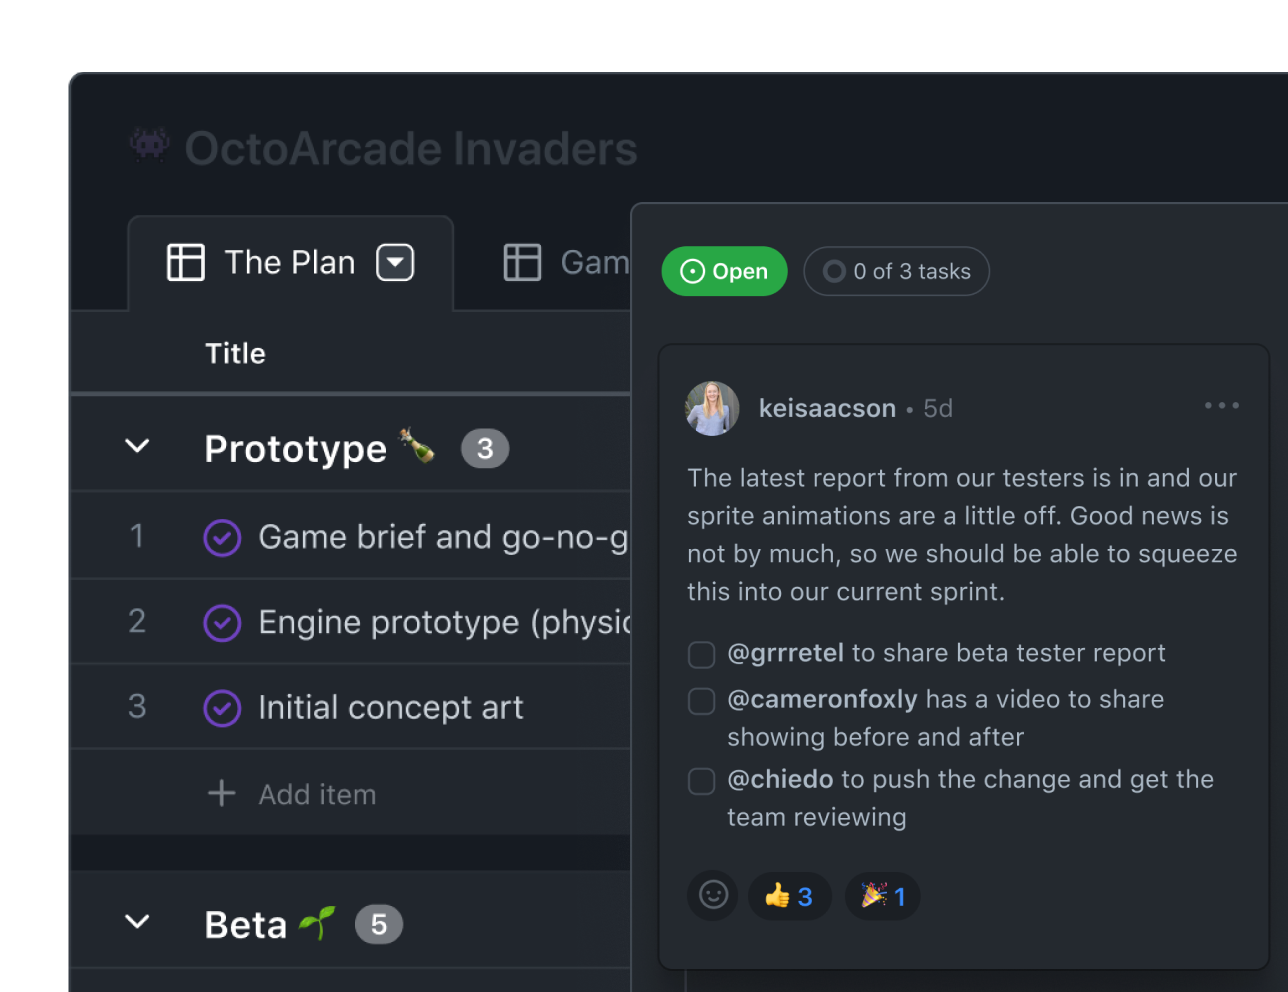 OctoArcade Invaders
The Plan
Gam
Open
0 of 3 tasks
Title
Prototype 3
1 Game brief and go-no-g
2 Engine prototype (physic
3 Initial concept art
+ Add item
Beta 5
keisaacson • 5d
The latest report from our testers is in and our
sprite animations are a little off. Good news is
not by much, so we should be able to squeeze
this into our current sprint.
@grrretel to share beta tester report
@cameronfoxly has a video to share
showing before and after
@chiedo to push the change and get the
team reviewing
👍 3 🎉 1